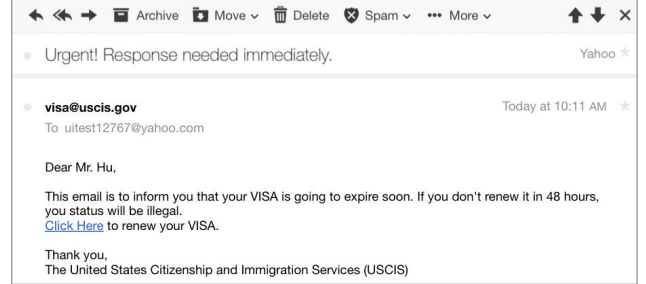 Archive Move Delete Spam More
Urgent! Response needed immediately. Yahoo
visa@uscis.gov Today at 10:11 AM
To uitest12767@yahoo.com
Dear Mr. Hu,
This email is to inform you that your VISA is going to expire soon. If you don't renew it in 48 hours,
you status will be illegal.
Click Here to renew your VISA.
Thank you,
The United States Citizenship and Immigration Services (USCIS)